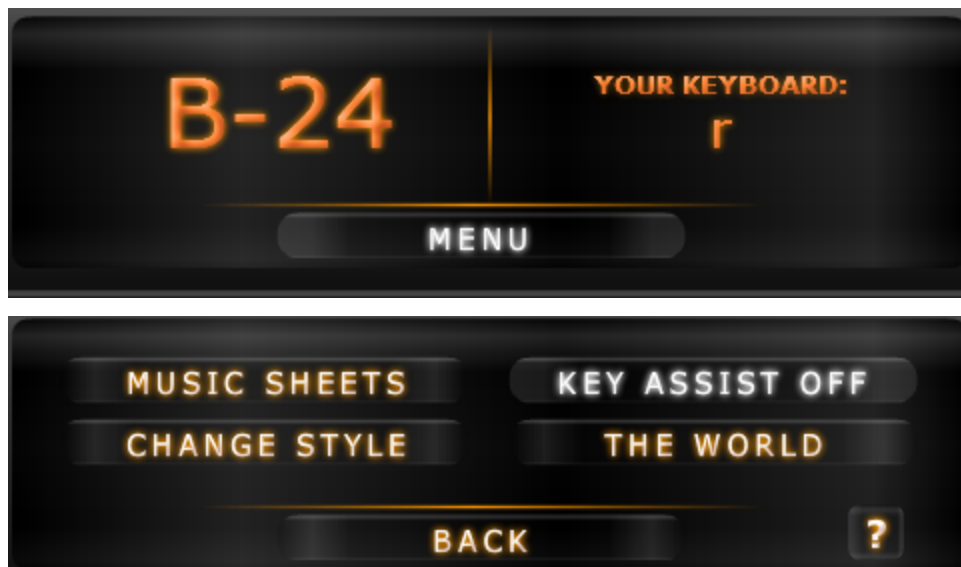 B-24
YOUR KEYBOARD:
r
MENU
MUSIC SHEETS
KEY ASSIST OFF
CHANGE STYLE
THE WORLD
BACK
?